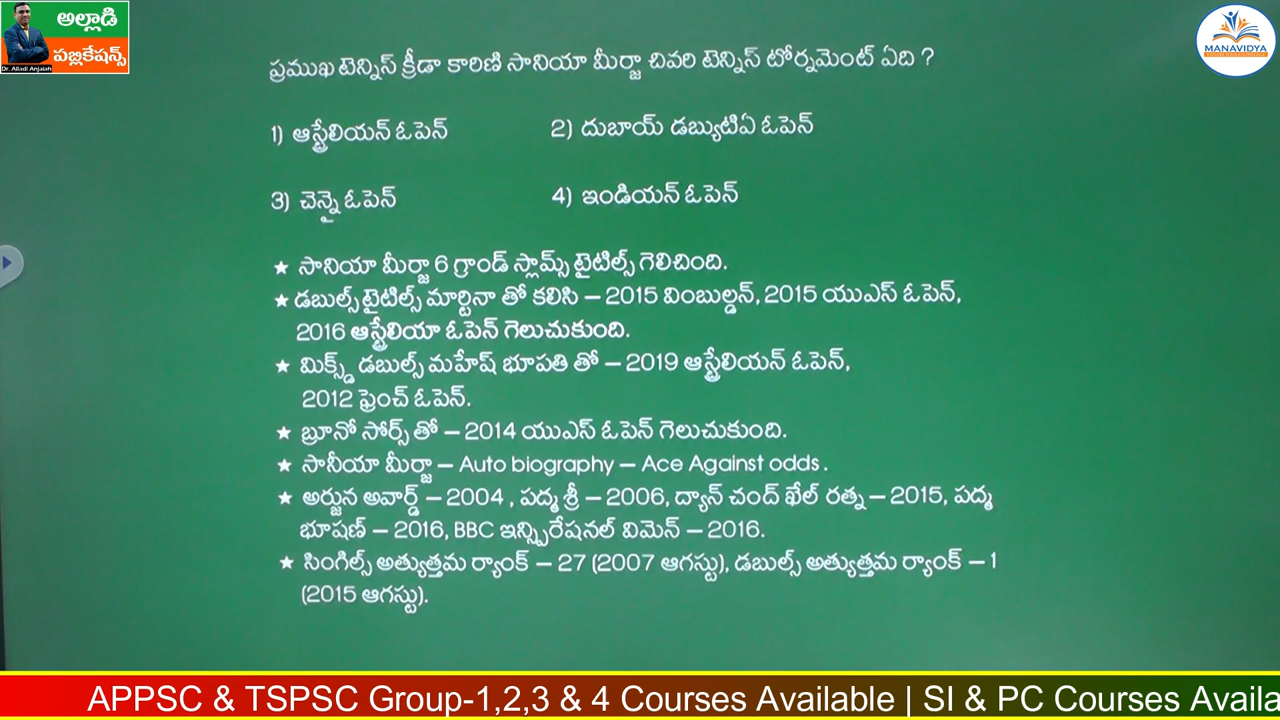 అల్లాడి
పబ్లికేషన్స్
Dr. Alladi Anjaiah
MANAVIDYA
ప్రముఖ టెన్నిస్ క్రీడా కారిణి సానియా మీర్జా చివరి టెన్నిస్ టోర్నమెంట్ ఏది ?
1) ఆస్ట్రేలియన్ ఓపెన్ 2) దుబాయ్ డబ్యుటిఏ ఓపెన్
3) చెన్నై ఓపెన్ 4) ఇండియన్ ఓపెన్
★ సానియా మీర్జా 6 గ్రాండ్ స్లామ్స్ టైటిల్స్ గెలిచింది.
★ డబుల్స్ టైటిల్స్ మార్టినా తో కలిసి – 2015 వింబుల్డన్, 2015 యుఎస్ ఓపెన్,
2016 ఆస్ట్రేలియా ఓపెన్ గెలుచుకుంది.
★ మిక్స్డ్ డబుల్స్ మహేష్ భూపతి తో – 2019 ఆస్ట్రేలియన్ ఓపెన్,
2012 ఫ్రెంచ్ ఓపెన్.
★ బ్రూనో సోర్స్ తో – 2014 యుఎస్ ఓపెన్ గెలుచుకుంది.
★ సానీయా మీర్జా – Auto biography – Ace Against odds.
★ అర్జున అవార్డ్ – 2004 , పద్మ శ్రీ – 2006, ద్యాన్ చంద్ ఖేల్ రత్న – 2015, పద్మ
భూషణ్ – 2016, BBC ఇన్స్పిరేషనల్ విమెన్ – 2016.
★ సింగిల్స్ అత్యుత్తమ ర్యాంక్ – 27 (2007 ఆగస్టు), డబుల్స్ అత్యుత్తమ ర్యాంక్ – 1
(2015 ఆగస్టు).
APPSC & TSPSC Group-1,2,3 & 4 Courses Available | SI & PC Courses Availa